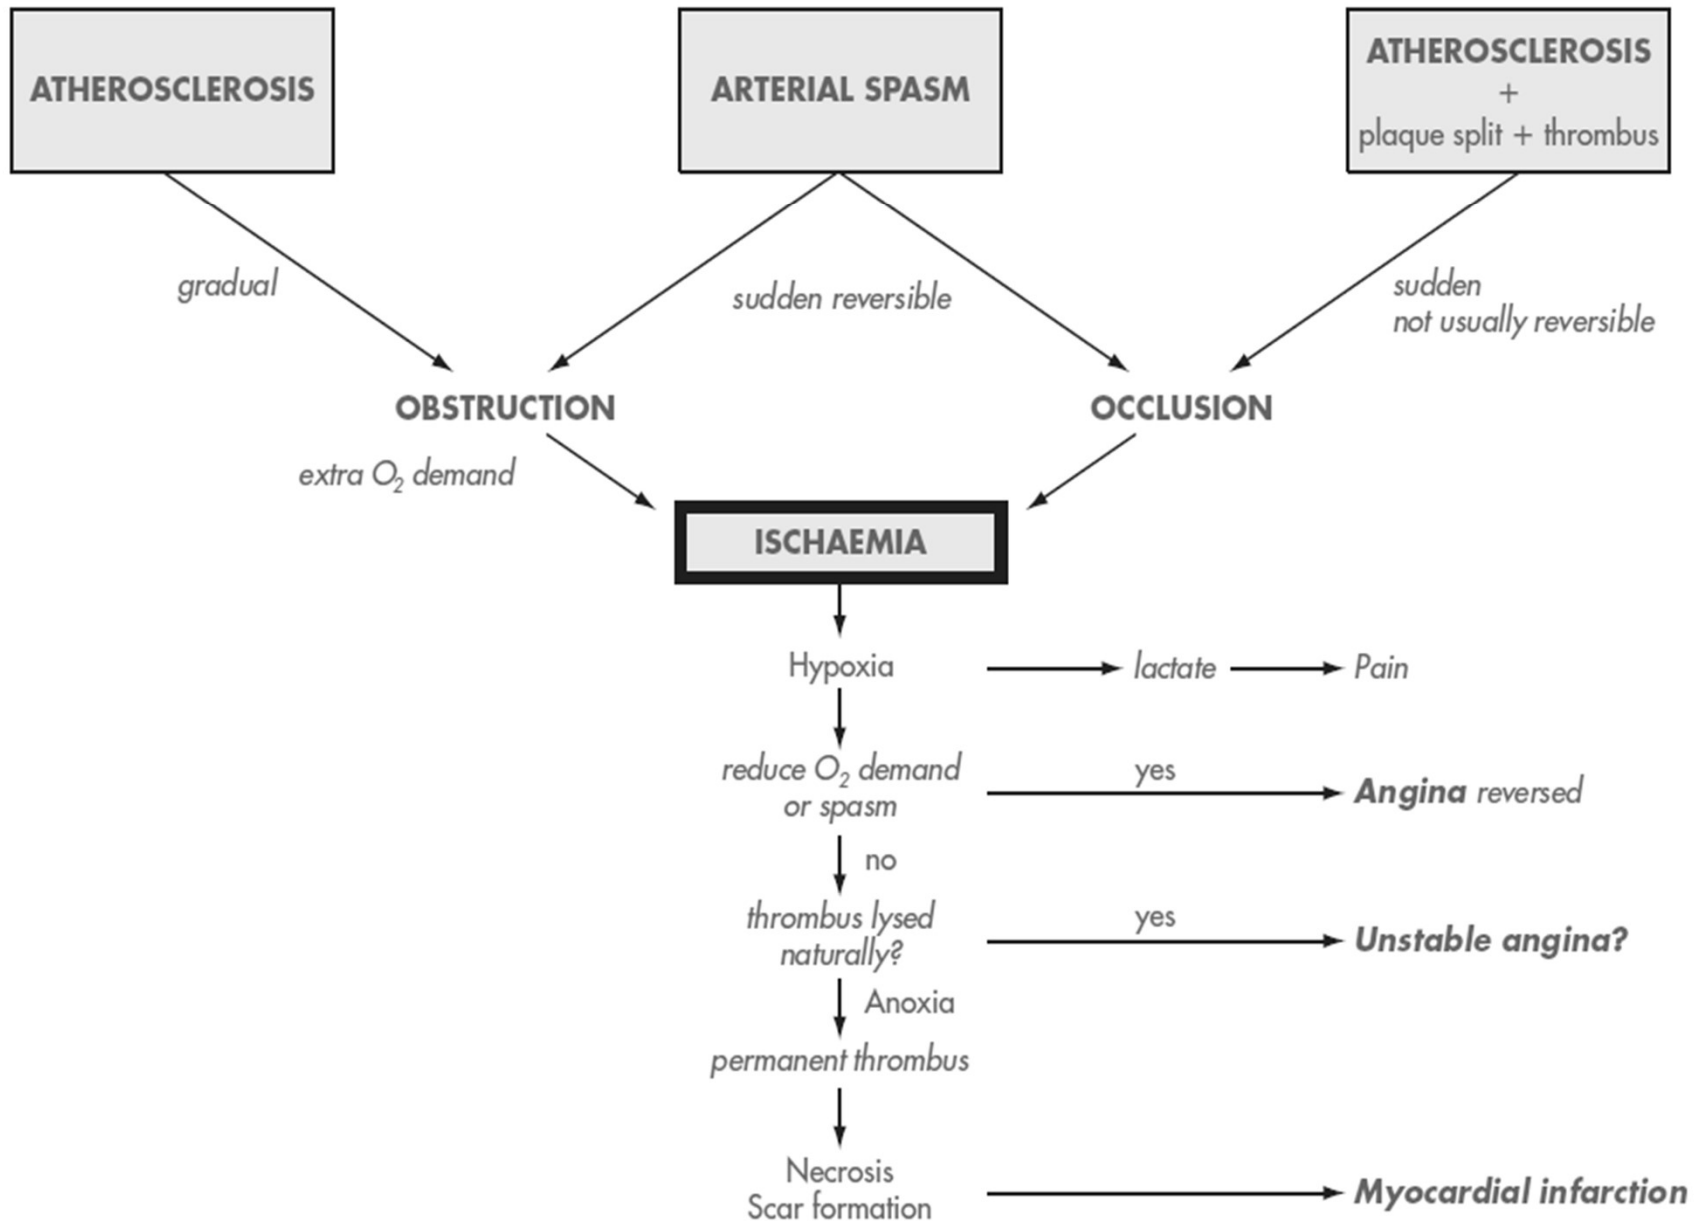 ATHEROSCLEROSIS
ARTERIAL SPASM
ATHEROSCLEROSIS
+
plaque split + thrombus
gradual
sudden reversible
sudden
not usually reversible
OBSTRUCTION
OCCLUSION
extra O₂ demand
ISCHAEMIA
Hypoxia
lactate
Pain
reduce O₂ demand
or spasm
yes
Angina reversed
no
thrombus lysed
naturally?
yes
Unstable angina?
Anoxia
permanent thrombus
Necrosis
Scar formation
Myocardial infarction